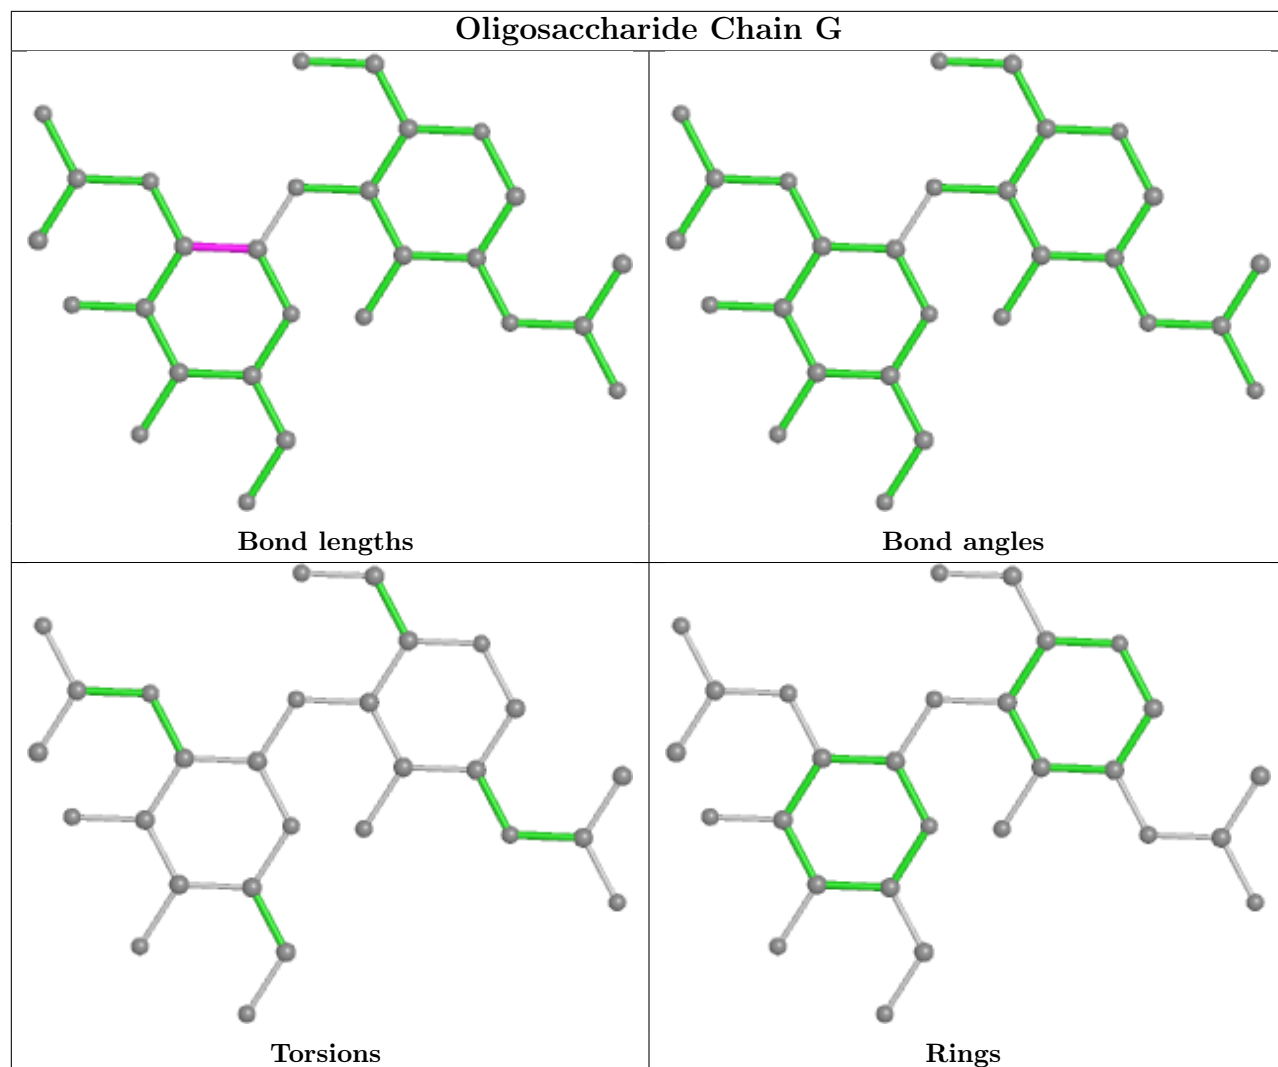 Oligosaccharide Chain G
Bond lengths
Bond angles
Torsions
Rings